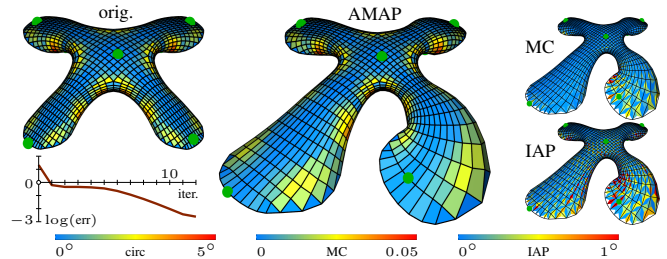 orig.
AMAP
MC
IAP
10
0
iter.
−3
log(err)
0° circ 5°
0 MC 0.05
0° IAP 1°